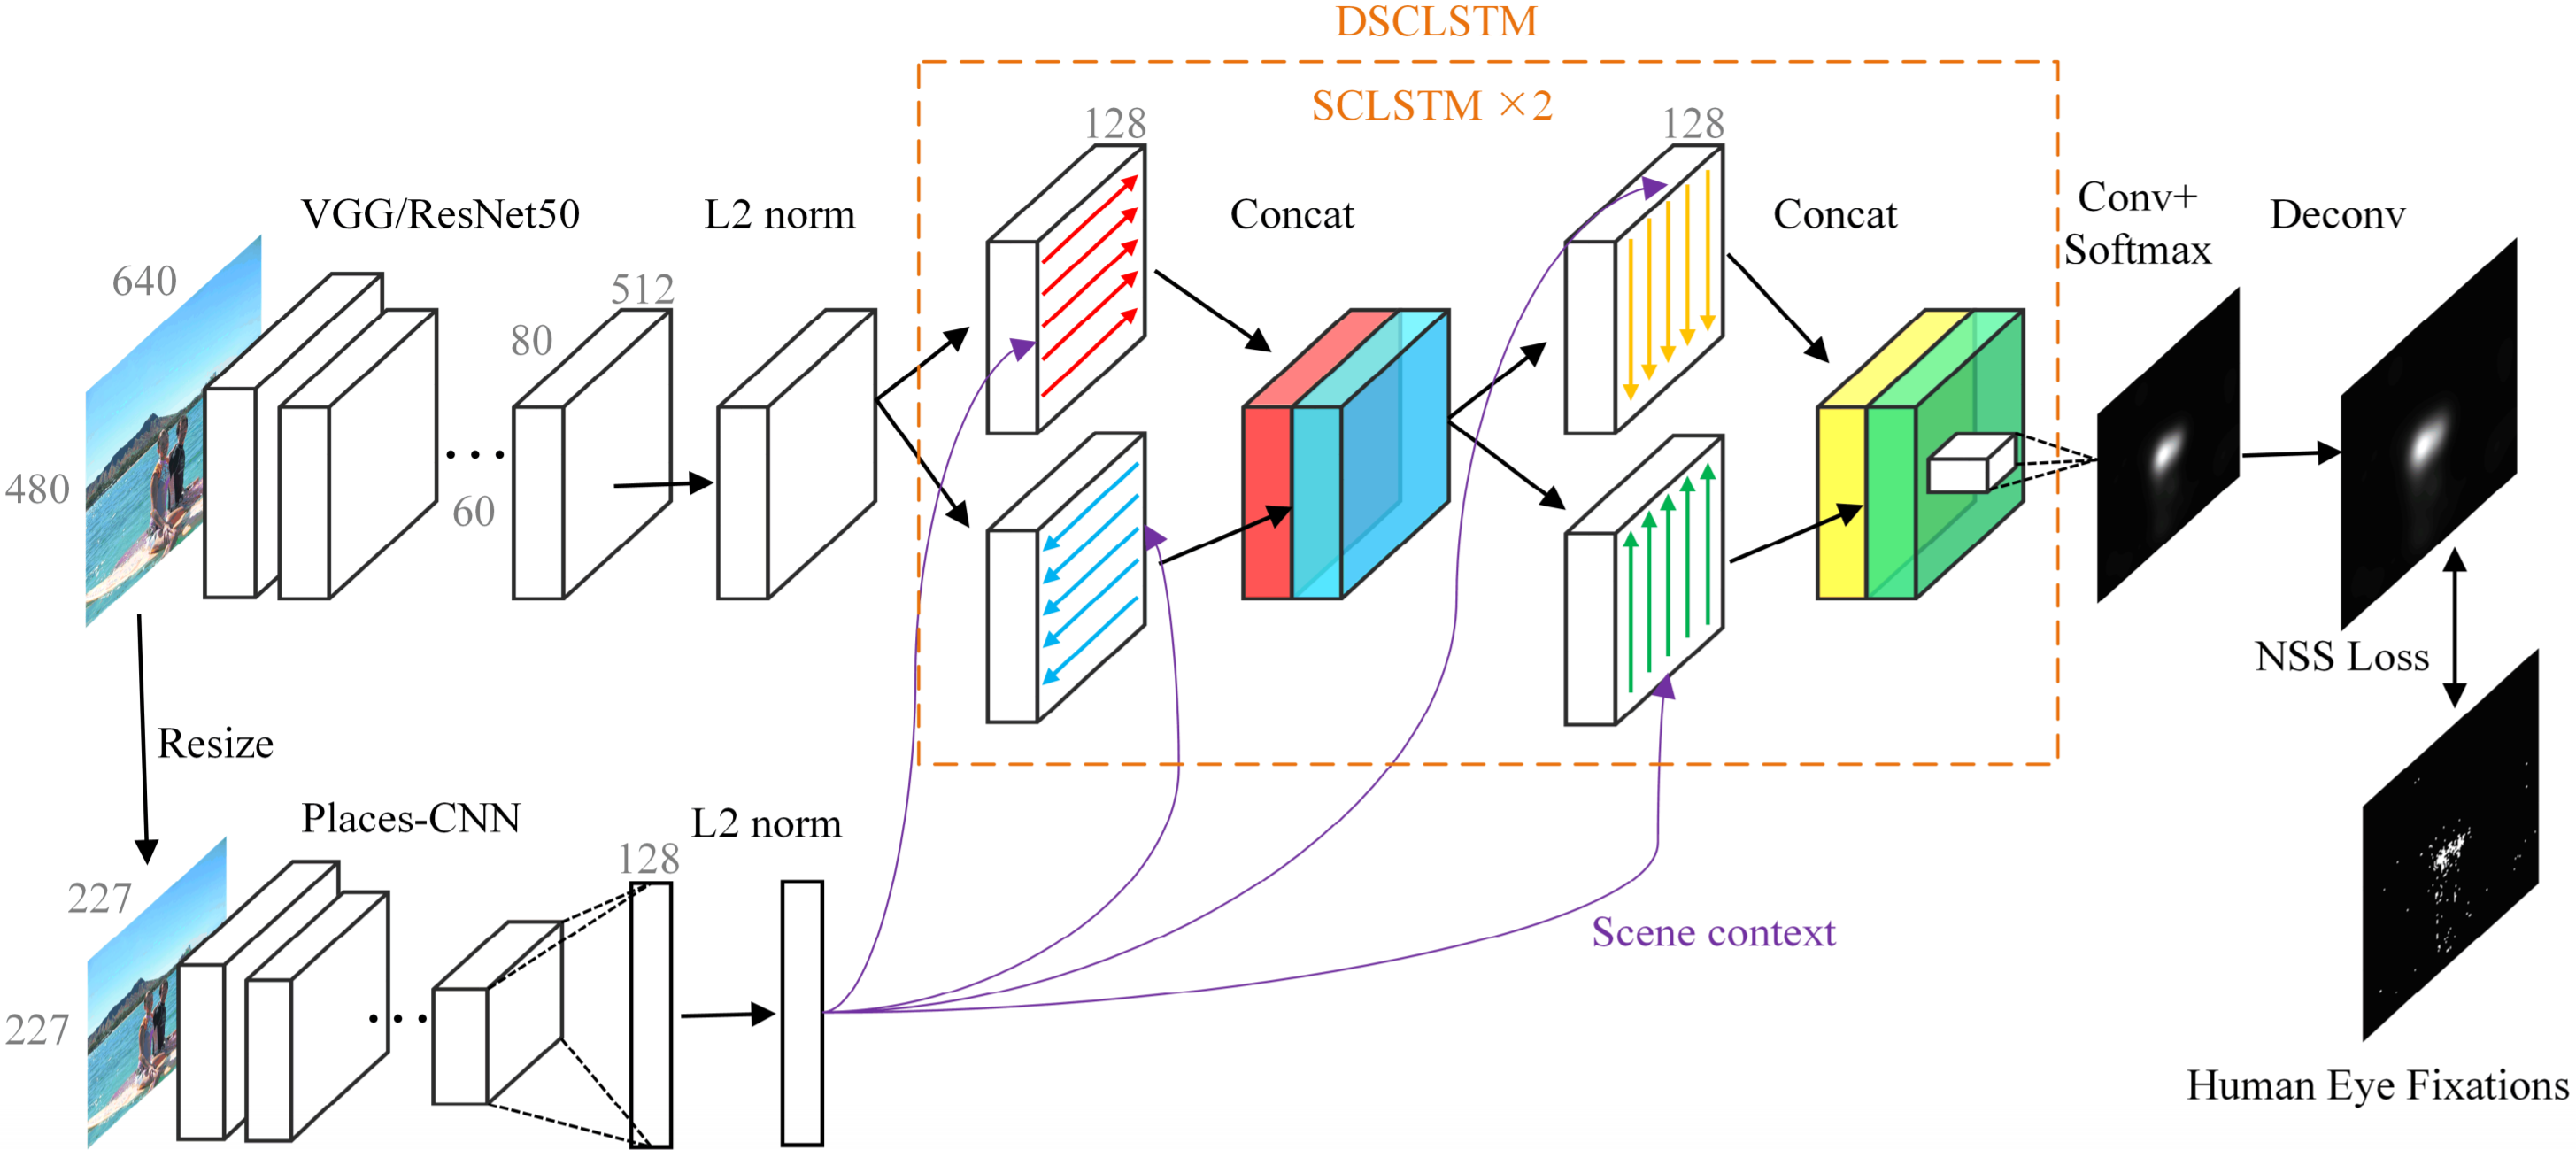 DSCLSTM
SCLSTM ×2
128
128
VGG/ResNet50
L2 norm
Concat
Concat
Conv+
Softmax
Deconv
640
512
80
480
60
NSS Loss
Resize
Places-CNN
L2 norm
128
227
Scene context
227
Human Eye Fixations